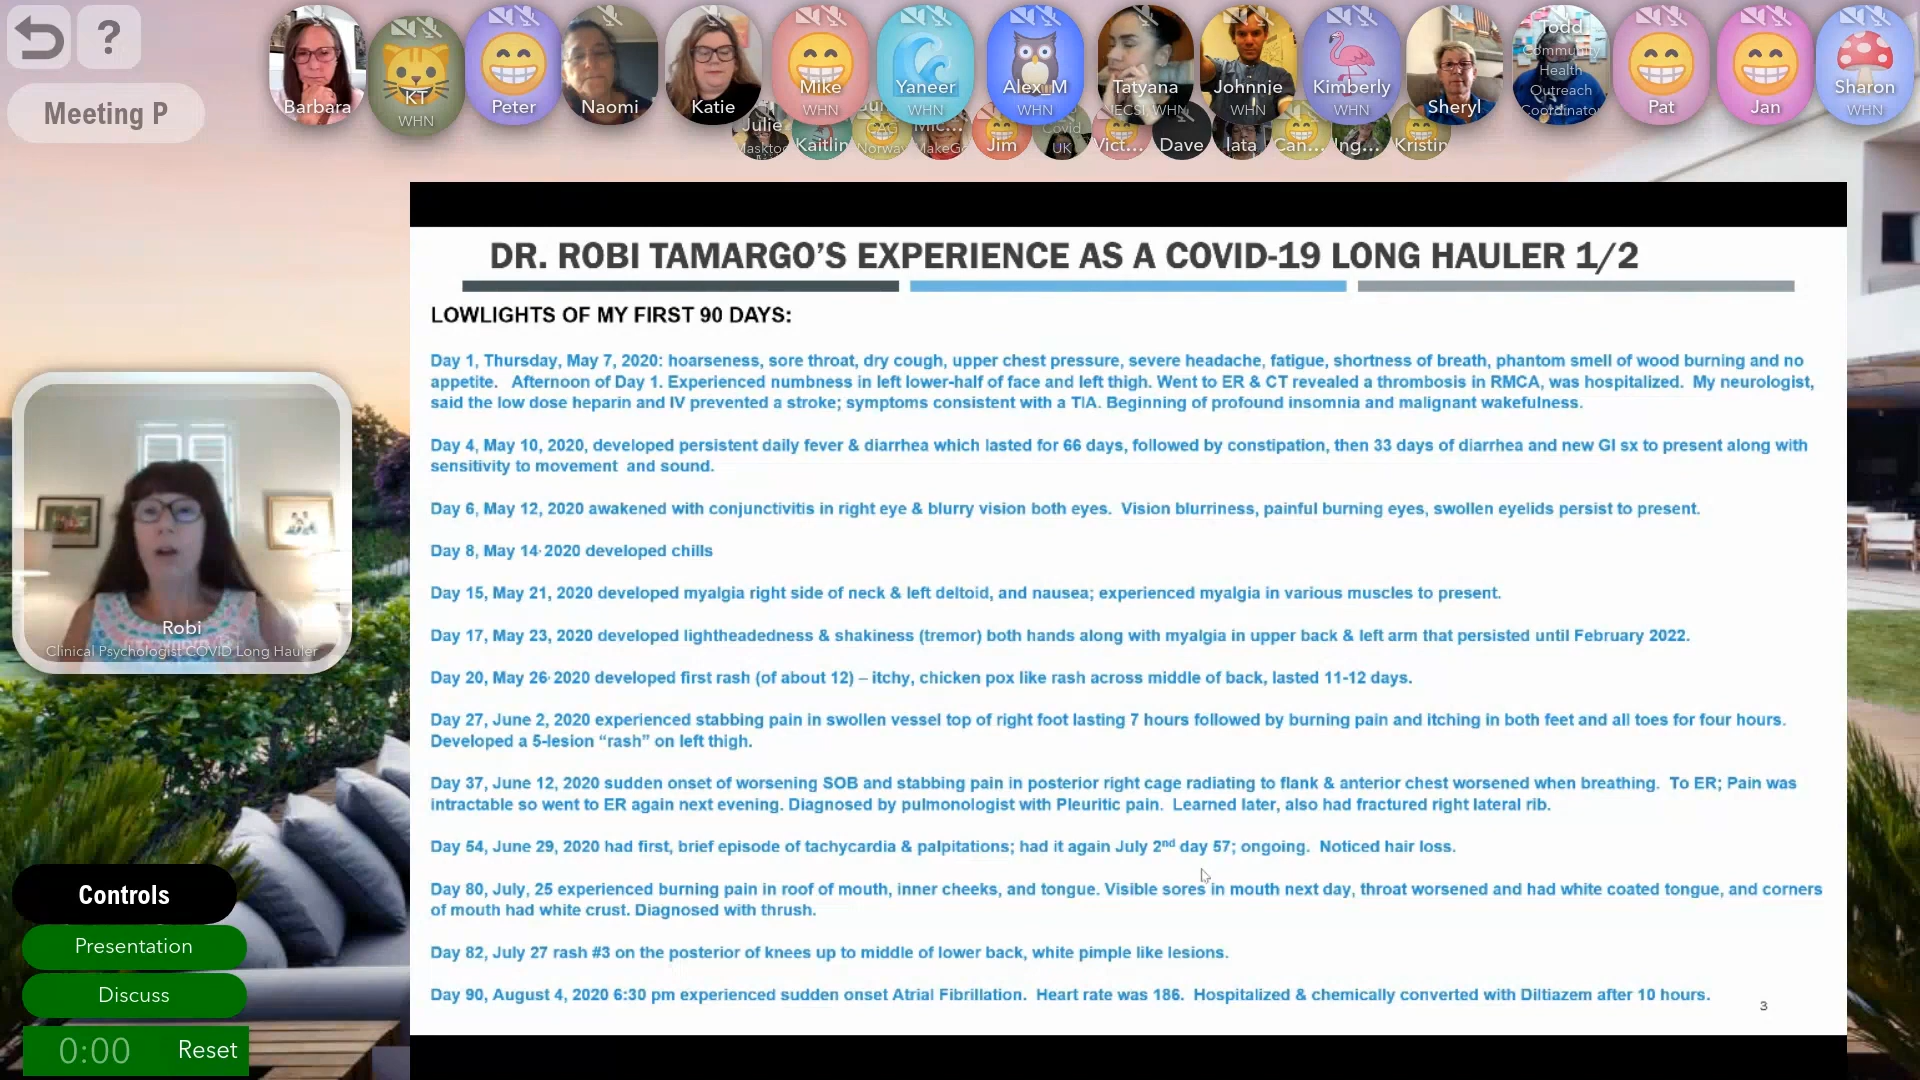 ?
Meeting P
Barbara
KT
WHN
Peter
Naomi
Katie
Mike
WHN
Yaneer
WHN
Alex_M
WHN
Tatyana
ECSI, WHN
Johnnie
WHN
Kimberly
WHN
Sheryl
Todd
Community
Health
Outreach
Coordinator
Pat
Jan
Sharon
WHN
Julie
Kaitlin
Norway
Mic...
MakeGo
Jim
Covid
UK
Vict...
Dave
Iata
Can...
Ing...
Kristin
DR. ROBI TAMARGO'S EXPERIENCE AS A COVID-19 LONG HAULER 1/2
LOWLIGHTS OF MY FIRST 90 DAYS:
Day 1, Thursday, May 7, 2020: hoarseness, sore throat, dry cough, upper chest pressure, severe headache, fatigue, shortness of breath, phantom smell of wood burning and no
appetite. Afternoon of Day 1. Experienced numbness in left lower-half of face and left thigh. Went to ER & CT revealed a thrombosis in RMCA, was hospitalized. My neurologist,
said the low dose heparin and IV prevented a stroke; symptoms consistent with a TIA. Beginning of profound insomnia and malignant wakefulness.
Day 4, May 10, 2020, developed persistent daily fever & diarrhea which lasted for 66 days, followed by constipation, then 33 days of diarrhea and new GI sx to present along with
sensitivity to movement and sound.
Day 6, May 12, 2020 awakened with conjunctivitis in right eye & blurry vision both eyes. Vision blurriness, painful burning eyes, swollen eyelids persist to present.
Day 8, May 14, 2020 developed chills
Day 15, May 21, 2020 developed myalgia right side of neck & left deltoid, and nausea; experienced myalgia in various muscles to present.
Day 17, May 23, 2020 developed lightheadedness & shakiness (tremor) both hands along with myalgia in upper back & left arm that persisted until February 2022.
Day 20, May 26, 2020 developed first rash (of about 12) – itchy, chicken pox like rash across middle of back, lasted 11-12 days.
Day 27, June 2, 2020 experienced stabbing pain in swollen vessel top of right foot lasting 7 hours followed by burning pain and itching in both feet and all toes for four hours.
Developed a 5-lesion “rash” on left thigh.
Day 37, June 12, 2020 sudden onset of worsening SOB and stabbing pain in posterior right cage radiating to flank & anterior chest worsened when breathing. To ER; Pain was
intractable so went to ER again next evening. Diagnosed by pulmonologist with Pleuritic pain. Learned later, also had fractured right lateral rib.
Day 54, June 29, 2020 had first, brief episode of tachycardia & palpitations; had it again July 2nd day 57; ongoing. Noticed hair loss.
Day 80, July, 25 experienced burning pain in roof of mouth, inner cheeks, and tongue. Visible sores in mouth next day, throat worsened and had white coated tongue, and corners
of mouth had white crust. Diagnosed with thrush.
Day 82, July 27 rash #3 on the posterior of knees up to middle of lower back, white pimple like lesions.
Day 90, August 4, 2020 6:30 pm experienced sudden onset Atrial Fibrillation. Heart rate was 186. Hospitalized & chemically converted with Diltiazem after 10 hours.
3
Robi
Clinical Psychologist COVID Long Hauler
Controls
Presentation
Discuss
0:00 Reset